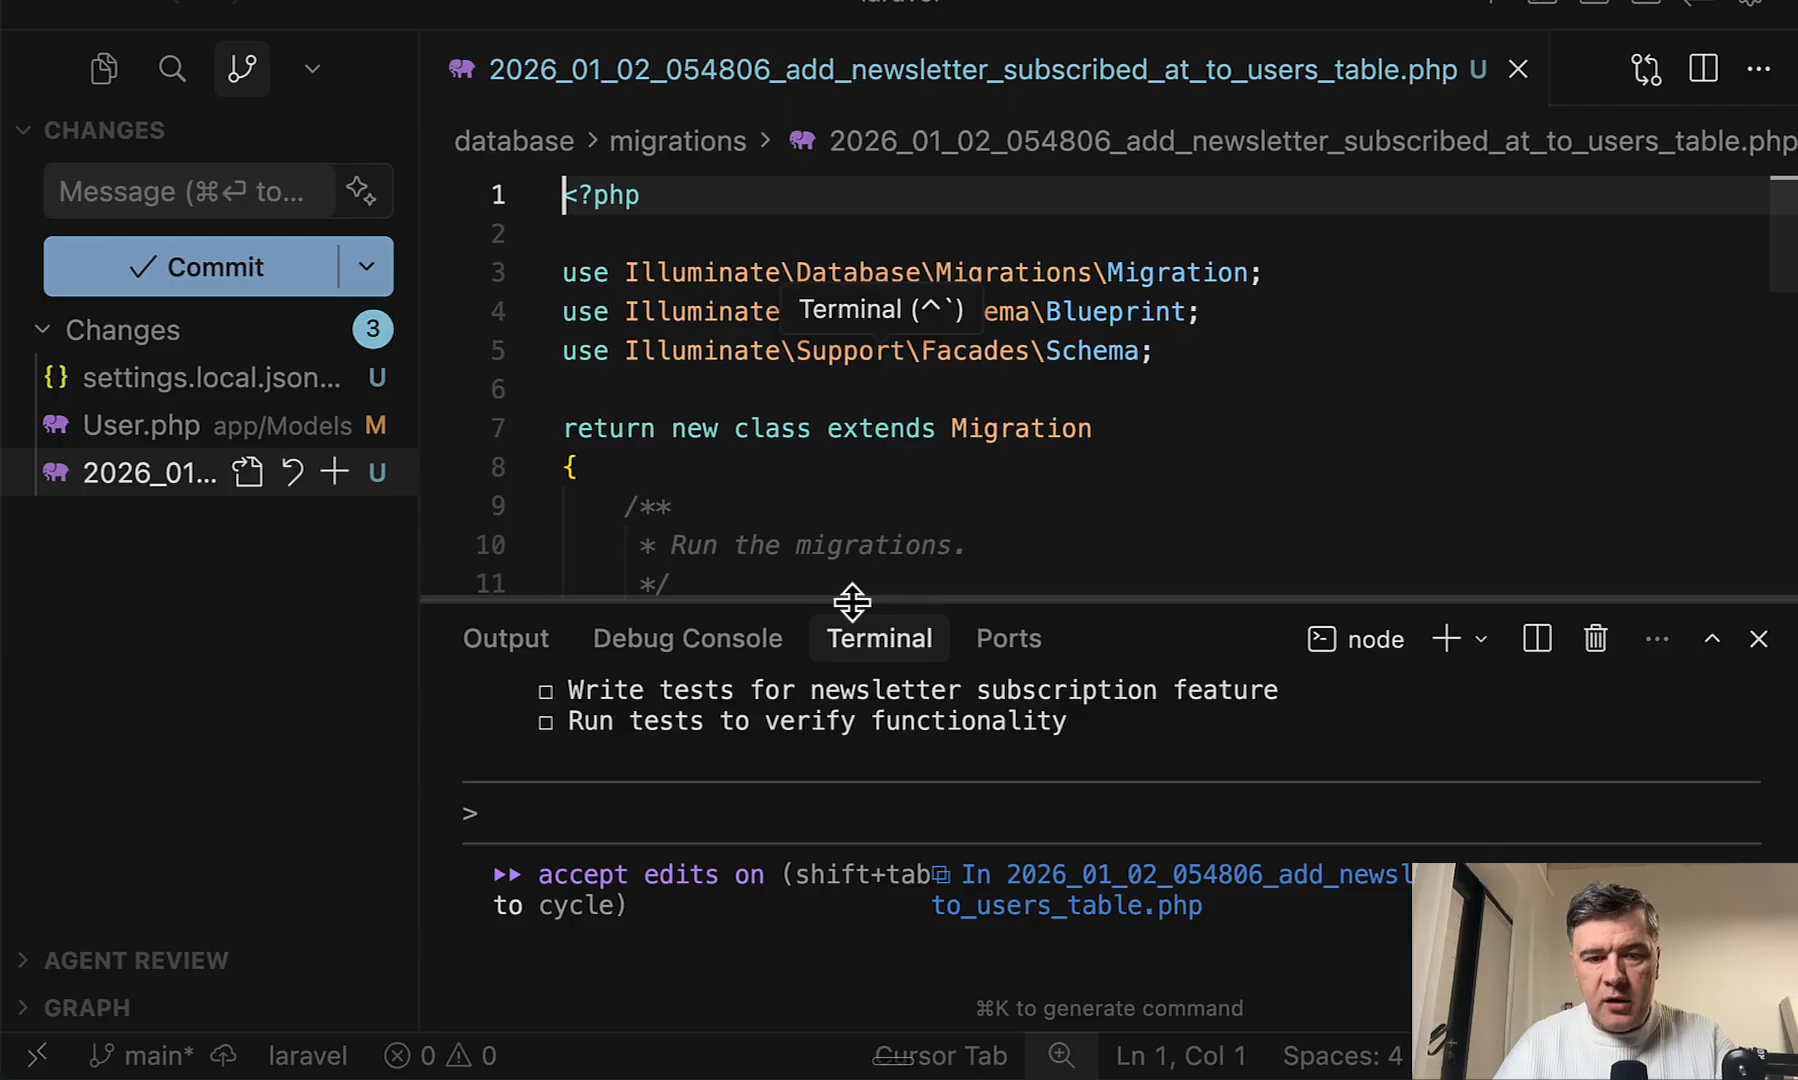 CHANGES
Message (⌘⏎ to...
Commit
Changes
3
settings.local.json... U
User.php app/Models M
2026_01... U
AGENT REVIEW
GRAPH
2026_01_02_054806_add_newsletter_subscribed_at_to_users_table.php U
database > migrations > 2026_01_02_054806_add_newsletter_subscribed_at_to_users_table.php
1 <?php
2
3 use Illuminate\Database\Migrations\Migration;
4 use Illuminate ema\Blueprint;
Terminal (^`)
5 use Illuminate\Support\Facades\Schema;
6
7 return new class extends Migration
8 {
9 /**
10 * Run the migrations.
11 */
Output Debug Console Terminal Ports node
□ Write tests for newsletter subscription feature
□ Run tests to verify functionality
>
▸▸ accept edits on (shift+tab In 2026_01_02_054806_add_newsl
to cycle) to_users_table.php
⌘K to generate command
main* laravel 0 0 Cursor Tab Ln 1, Col 1 Spaces: 4